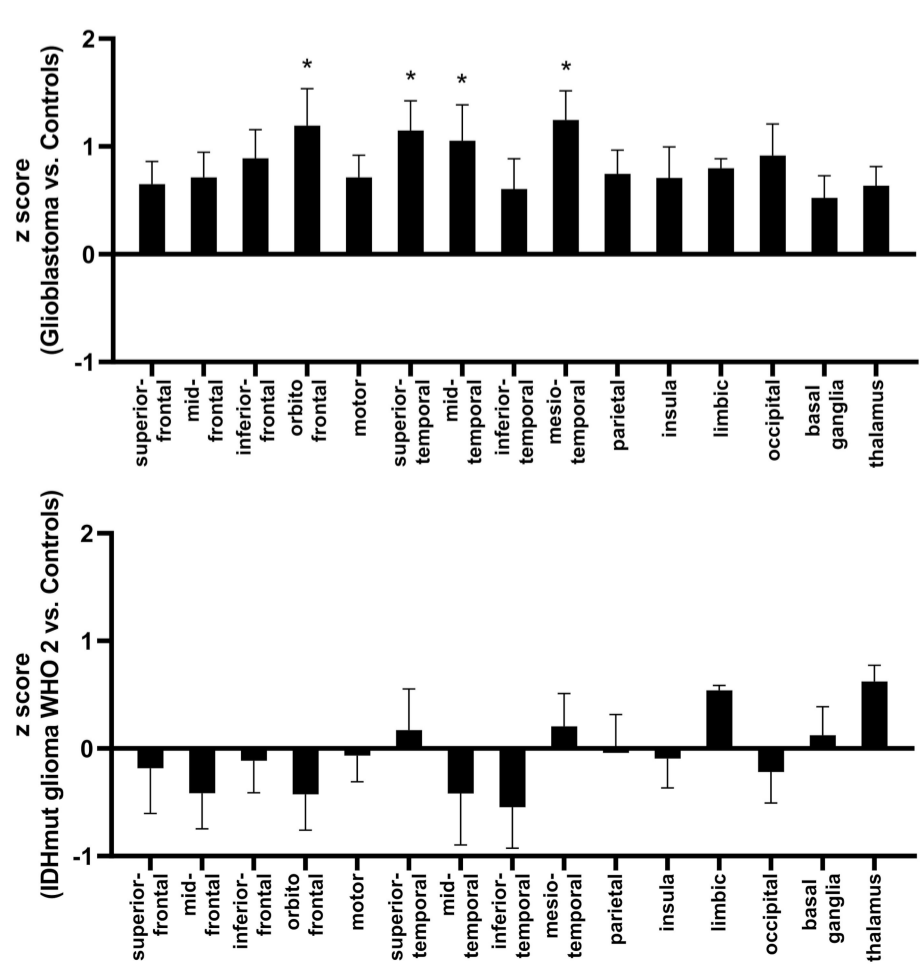 2
1
0
-1
z score
(Glioblastoma vs. Controls)
*
*
*
*
superior-
frontal
mid-
frontal
inferior-
frontal
orbito
frontal
motor
superior-
temporal
mid-
temporal
inferior-
temporal
mesio-
temporal
parietal
insula
limbic
occipital
basal
ganglia
thalamus
2
1
0
-1
z score
(IDHmut glioma WHO 2 vs. Controls)
superior-
frontal
mid-
frontal
inferior-
frontal
orbito
frontal
motor
superior-
temporal
mid-
temporal
inferior-
temporal
mesio-
temporal
parietal
insula
limbic
occipital
basal
ganglia
thalamus